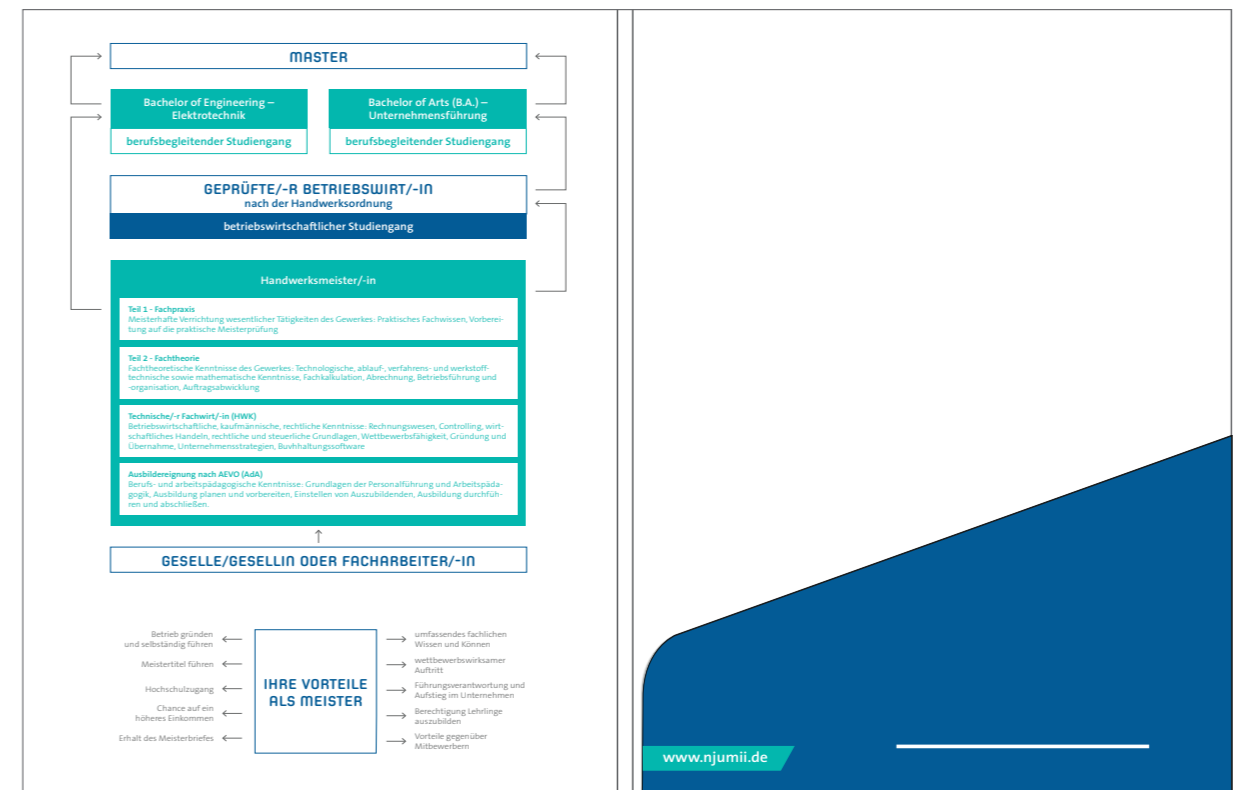 MASTER
Bachelor of Engineering –
Elektrotechnik
berufsbegleitender Studiengang
Bachelor of Arts (B.A.) –
Unternehmensführung
berufsbegleitender Studiengang
GEPRÜFTE/-R BETRIEBSWIRT/-IN
nach der Handwerksordnung
betriebswirtschaftlicher Studiengang
Handwerksmeister/-in
Teil 1 - Fachpraxis
Meisterhafte Verrichtung wesentlicher Tätigkeiten des Gewerkes: Praktisches Fachwissen, Vorberei-
tung auf die praktische Meisterprüfung
Teil 2 - Fachtheorie
Fachtheoretische Kenntnisse des Gewerkes: Technologische, ablauf-, verfahrens- und werkstoff-
technische sowie mathematische Kenntnisse, Fachkalkulation, Abrechnung, Betriebsführung und
-organisation, Auftragsabwicklung
Technische/-r Fachwirt/-in (HWK)
Betriebswirtschaftliche, kaufmännische, rechtliche Kenntnisse: Rechnungswesen, Controlling, wirt-
schaftliches Handeln, rechtliche und steuerliche Grundlagen, Wettbewerbsfähigkeit, Gründung und
Übernahme, Unternehmensstrategien, Buvhhaltungssoftware
Ausbildereignung nach AEVO (AdA)
Berufs- und arbeitspädagogische Kenntnisse: Grundlagen der Personalführung und Arbeitspäda-
gogik, Ausbildung planen und vorbereiten, Einstellen von Auszubildenden, Ausbildung durchfüh-
ren und abschließen.
GESELLE/GESELLIN ODER FACHARBEITER/-IN
Betrieb gründen
und selbständig führen
Meistertitel führen
Hochschulzugang
Chance auf ein
höheres Einkommen
Erhalt des Meisterbriefes
IHRE VORTEILE
ALS MEISTER
umfassendes fachlichen
Wissen und Können
wettbewerbswirksamer
Auftritt
Führungsverantwortung und
Aufstieg im Unternehmen
Berechtigung Lehrlinge
auszubilden
Vorteile gegenüber
Mitbewerbern
www.njumii.de